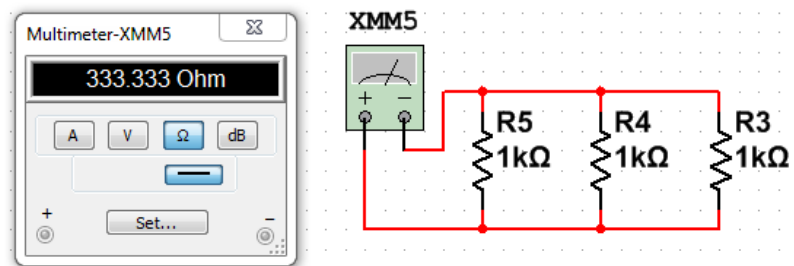 Multimeter-XMM5
333.333 Ohm
A V Ω dB
+ Set... −
XMM5
+ −
R5 R4 R3
1kΩ 1kΩ 1kΩ